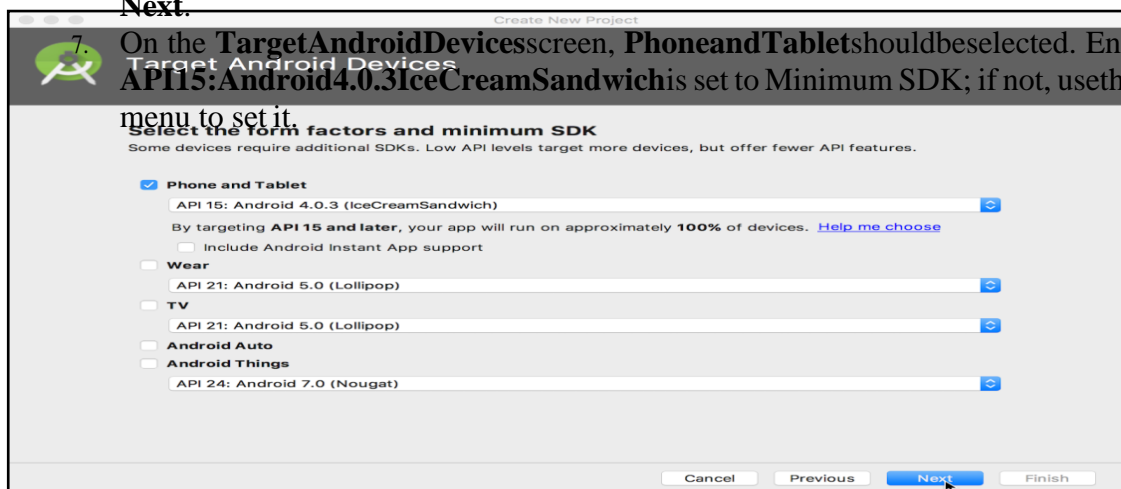 Next.
Create New Project
7. On the TargetAndroidDevicesscreen, PhoneandTabletshouldbeselected. En
Target Android Devices
API15:Android4.0.3IceCreamSandwichis set to Minimum SDK; if not, useth
menu to set it.
Select the form factors and minimum SDK
Some devices require additional SDKs. Low API levels target more devices, but offer fewer API features.
Phone and Tablet
API 15: Android 4.0.3 (IceCreamSandwich)
By targeting API 15 and later, your app will run on approximately 100% of devices. Help me choose
Include Android Instant App support
Wear
API 21: Android 5.0 (Lollipop)
TV
API 21: Android 5.0 (Lollipop)
Android Auto
Android Things
API 24: Android 7.0 (Nougat)
Cancel Previous Next Finish